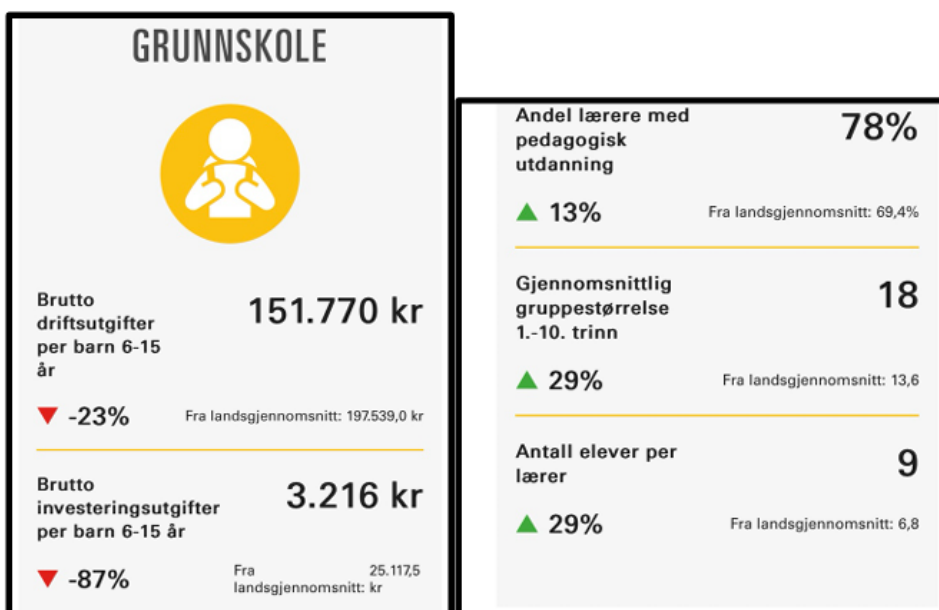 GRUNNSKOLE
Brutto
driftsutgifter
per barn 6-15
år
151.770 kr
-23%
Fra landsgjennomsnitt: 197.539,0 kr
Brutto
investeringsutgifter
per barn 6-15 år
3.216 kr
-87%
Fra 25.117,5
landsgjennomsnitt: kr
Andel lærere med
pedagogisk
utdanning
78%
13%
Fra landsgjennomsnitt: 69,4%
Gjennomsnittlig
gruppestørrelse
1.-10. trinn
18
29%
Fra landsgjennomsnitt: 13,6
Antall elever per
lærer
9
29%
Fra landsgjennomsnitt: 6,8